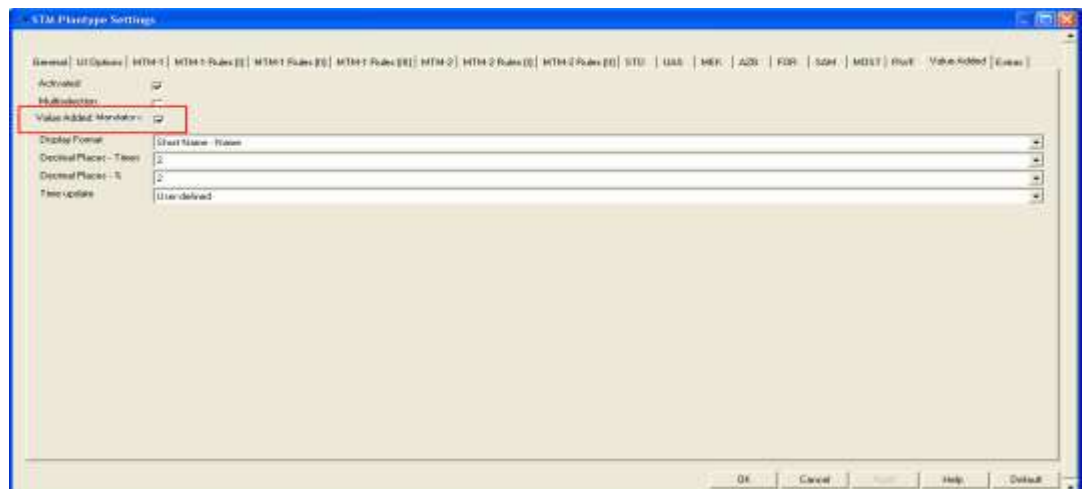 STM Plantype Settings
General | UI Options | MTM-1 | MTM-1 Rules [I] | MTM-1 Rules [II] | MTM-1 Rules [III] | MTM-2 | MTM-2 Rules [I] | MTM-2 Rules [II] | STD | UAS | MEK | AZB | FDR | SAM | MOST | RWF | Value Added | Extras
Activated
Multiselection
Value Added: Mandatory
Display Format Short Name - Name
Decimal Places - Times 2
Decimal Places - % 2
Time update User-defined
OK Cancel Apply Help Default